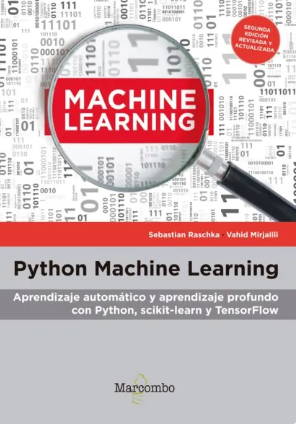 SEGUNDA
EDICIÓN
REVISADA Y
ACTUALIZADA
MACHINE
LEARNING
Sebastian Raschka · Vahid Mirjalili
Python Machine Learning
Aprendizaje automático y aprendizaje profundo
con Python, scikit-learn y TensorFlow
Marcombo